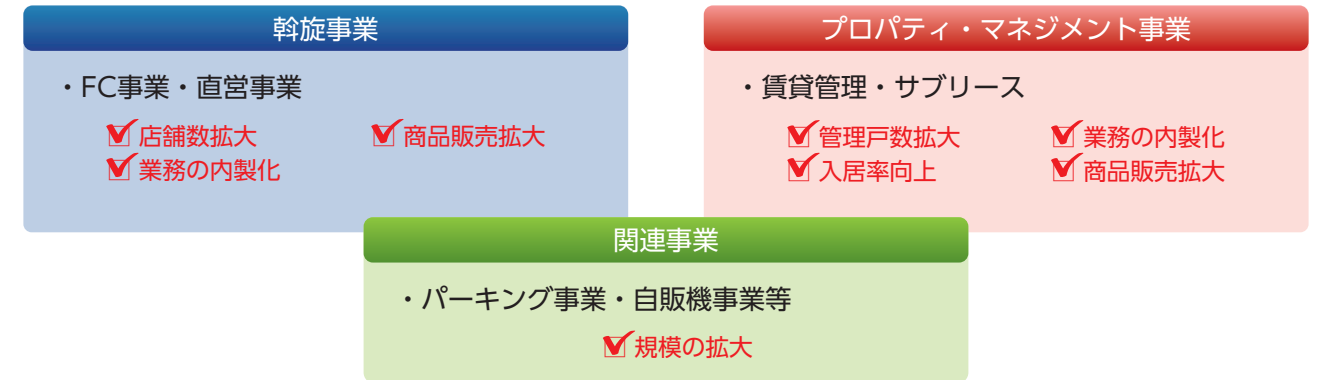 斡旋事業
・FC事業・直営事業
店舗数拡大
商品販売拡大
業務の内製化
プロパティ・マネジメント事業
・賃貸管理・サブリース
管理戸数拡大
業務の内製化
入居率向上
商品販売拡大
関連事業
・パーキング事業・自販機事業等
規模の拡大